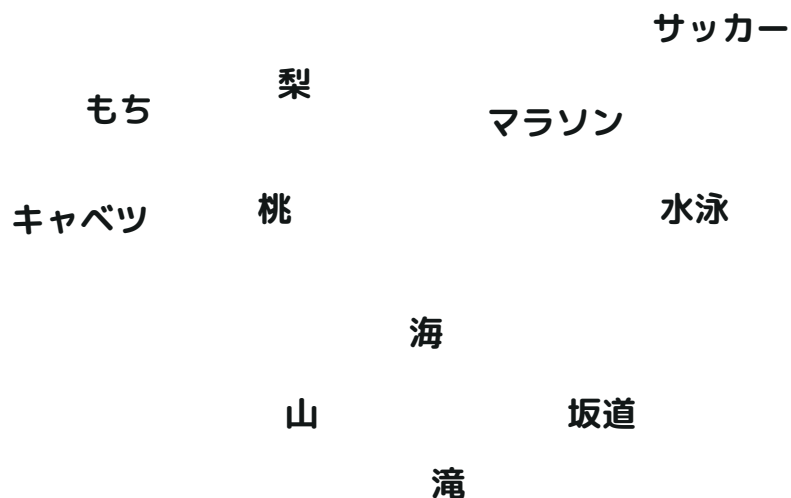 サッカー
梨
もち
マラソン
キャベツ
桃
水泳
海
山
坂道
滝